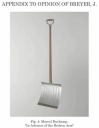 APPENDIX TO OPINION OF BREYER, J.
Fig. 4: Marcel Duchamp,
"In Advance of the Broken Arm"